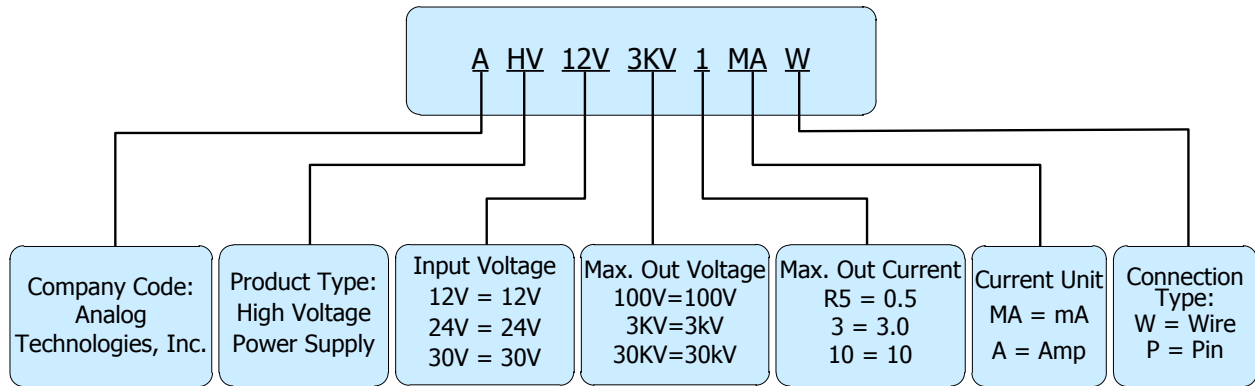 A HV 12V 3KV 1 MA W
Company Code:
Analog
Technologies, Inc.
Product Type:
High Voltage
Power Supply
Input Voltage
12V = 12V
24V = 24V
30V = 30V
Max. Out Voltage
100V=100V
3KV=3kV
30KV=30kV
Max. Out Current
R5 = 0.5
3 = 3.0
10 = 10
Current Unit
MA = mA
A = Amp
Connection
Type:
W = Wire
P = Pin